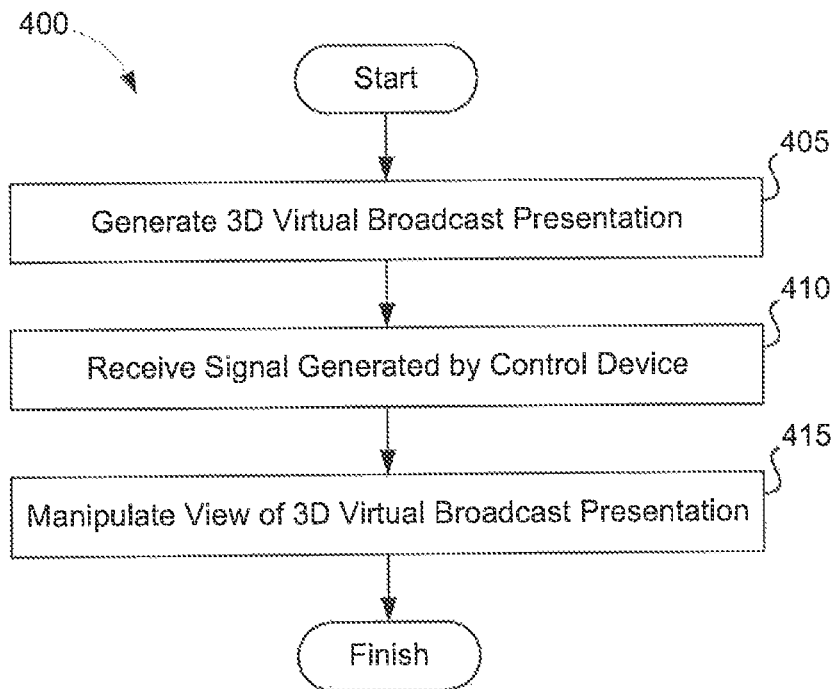 400
Start
405
Generate 3D Virtual Broadcast Presentation
410
Receive Signal Generated by Control Device
415
Manipulate View of 3D Virtual Broadcast Presentation
Finish